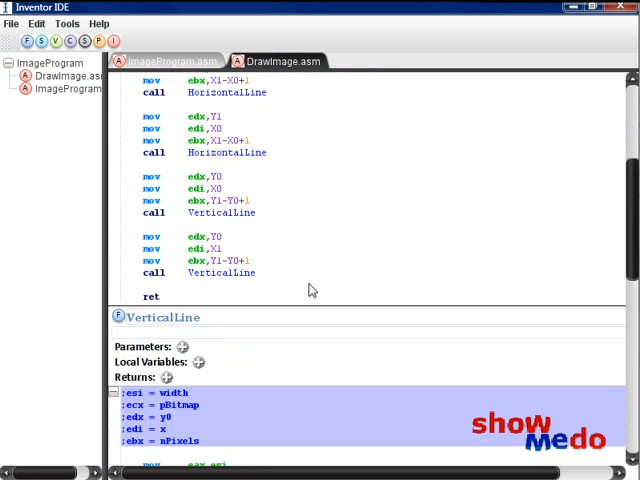 Inventor IDE
File Edit Tools Help
F S V C S P I
ImageProgram
A DrawImage.asm
A ImageProgram
A ImageProgram.asm
A DrawImage.asm
mov ebx,X1-X0+1
call HorizontalLine
mov edx,Y1
mov edi,X0
mov ebx,X1-X0+1
call HorizontalLine
mov edx,Y0
mov edi,X0
mov ebx,Y1-Y0+1
call VerticalLine
mov edx,Y0
mov edi,X1
mov ebx,Y1-Y0+1
call VerticalLine
ret
F VerticalLine
Parameters:
Local Variables:
Returns:
;esi = width
;ecx = pBitmap
;edx = y0
;edi = x
;ebx = nPixels
mov eax,esi
show
medo